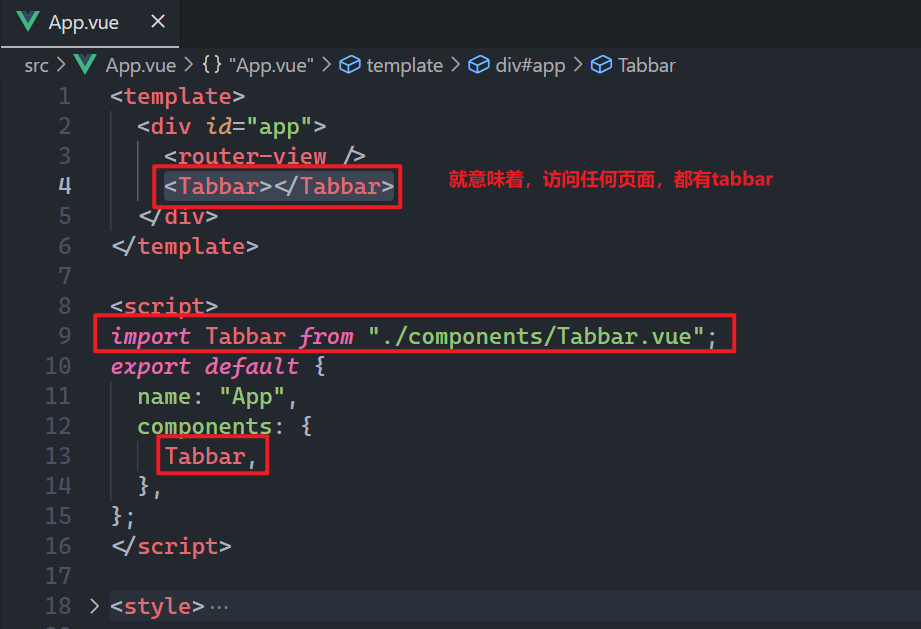 App.vue
src > App.vue > {} "App.vue" > template > div#app > Tabbar
1 <template>
2 <div id="app">
3 <router-view />
4 <Tabbar></Tabbar> 就意味着，访问任何页面，都有tabbar
5 </div>
6 </template>
7
8 <script>
9 import Tabbar from "./components/Tabbar.vue";
10 export default {
11 name: "App",
12 components: {
13 Tabbar,
14 },
15 };
16 </script>
17
18 > <style>···